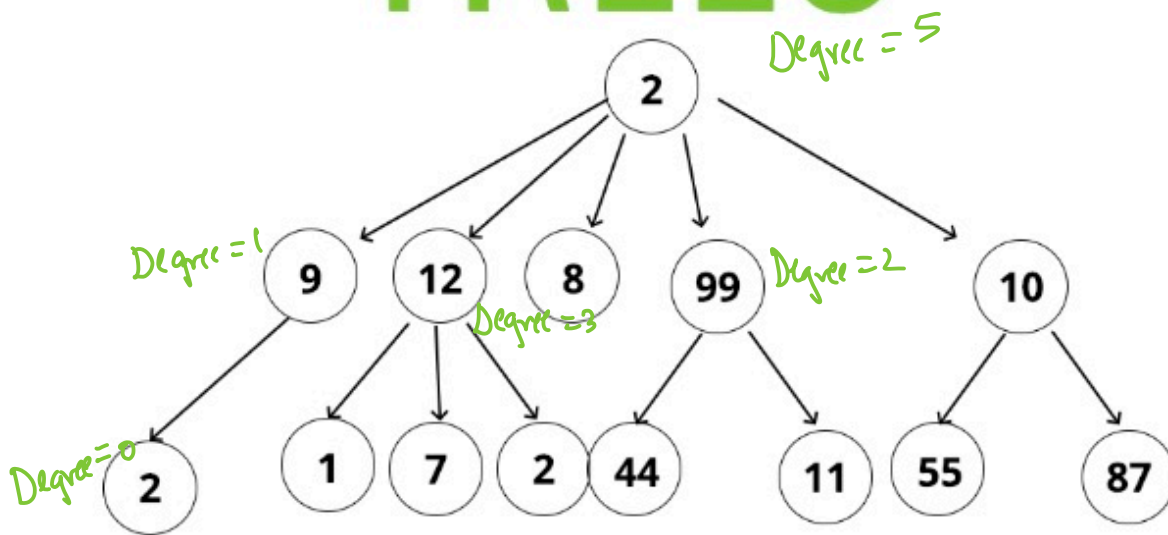 TREES
Degree = 5
2
Degree = 1
9
12
8
99
Degree = 2
10
Degree = 3
Degree = 0
2
1
7
2
44
11
55
87